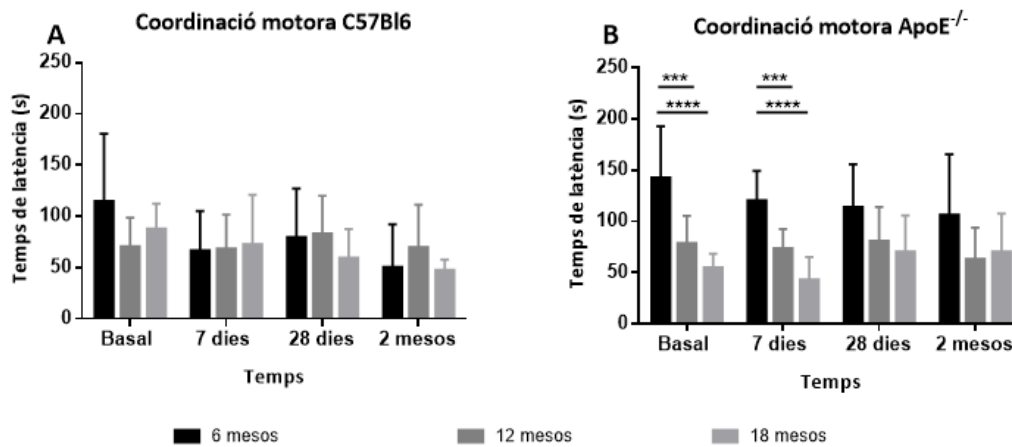 A
Coordinació motora C57Bl6
250
200
150
100
50
0
Temps de latència (s)
Basal
7 dies
28 dies
2 mesos
Temps
B
Coordinació motora ApoE-/-
250
200
150
100
50
0
Temps de latència (s)
***
****
***
****
Basal
7 dies
28 dies
2 mesos
Temps
6 mesos
12 mesos
18 mesos